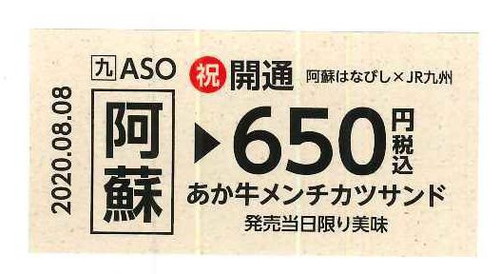 2020.08.08
九 ASO
阿蘇
祝 開通 阿蘇はなびし×JR九州
▶650円税込
あか牛メンチカツサンド
発売当日限り美味